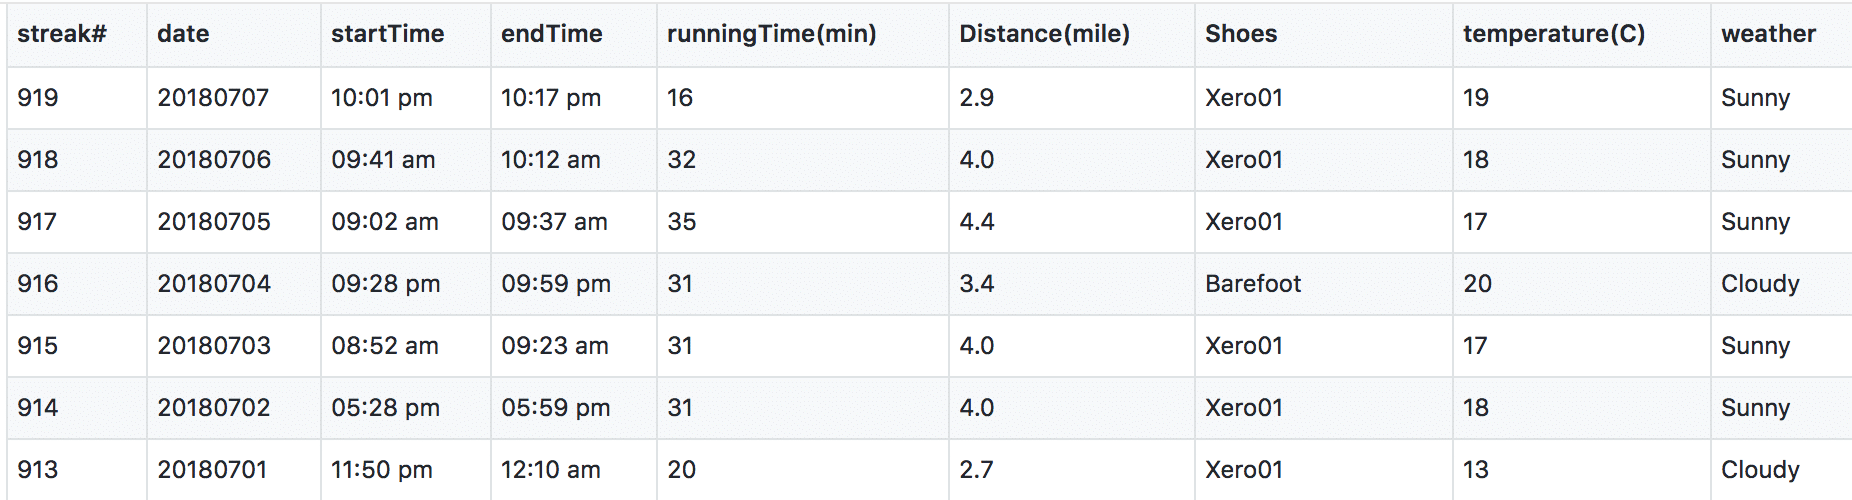 streak# date startTime endTime runningTime(min) Distance(mile) Shoes temperature(C) weather
919 20180707 10:01 pm 10:17 pm 16 2.9 Xero01 19 Sunny
918 20180706 09:41 am 10:12 am 32 4.0 Xero01 18 Sunny
917 20180705 09:02 am 09:37 am 35 4.4 Xero01 17 Sunny
916 20180704 09:28 pm 09:59 pm 31 3.4 Barefoot 20 Cloudy
915 20180703 08:52 am 09:23 am 31 4.0 Xero01 17 Sunny
914 20180702 05:28 pm 05:59 pm 31 4.0 Xero01 18 Sunny
913 20180701 11:50 pm 12:10 am 20 2.7 Xero01 13 Cloudy